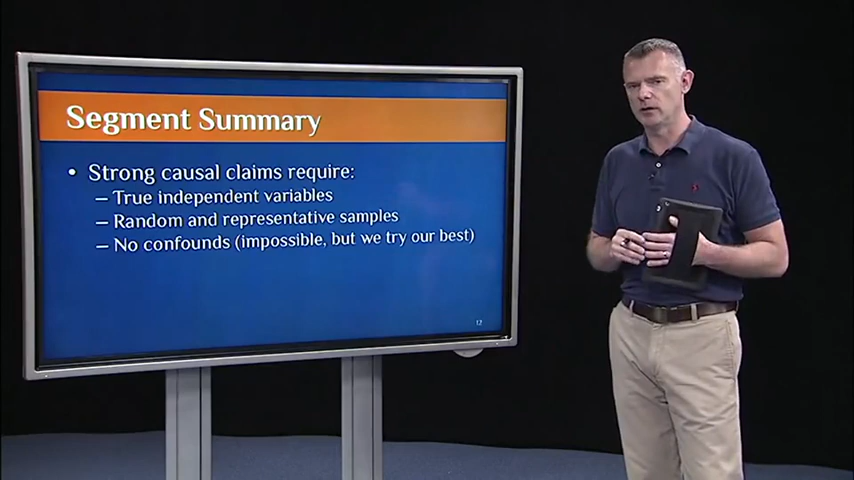 Segment Summary
• Strong causal claims require:
– True independent variables
– Random and representative samples
– No confounds (impossible, but we try our best)
12